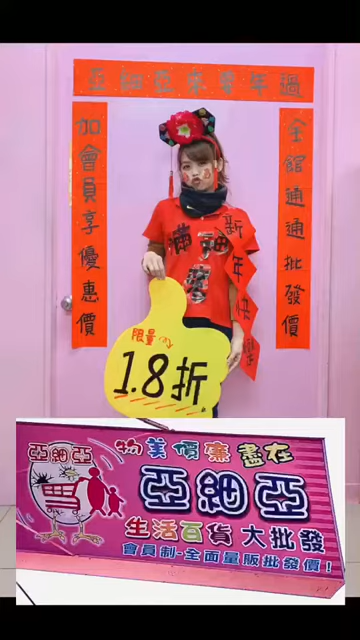 亞細亞來奪年過
全館通通批發價
加會員享優惠價
新年快樂
限量
1.8折
亞細亞
物美價廉盡在
亞細亞
生活百貨 大批發
會員制-全面量販批發價!